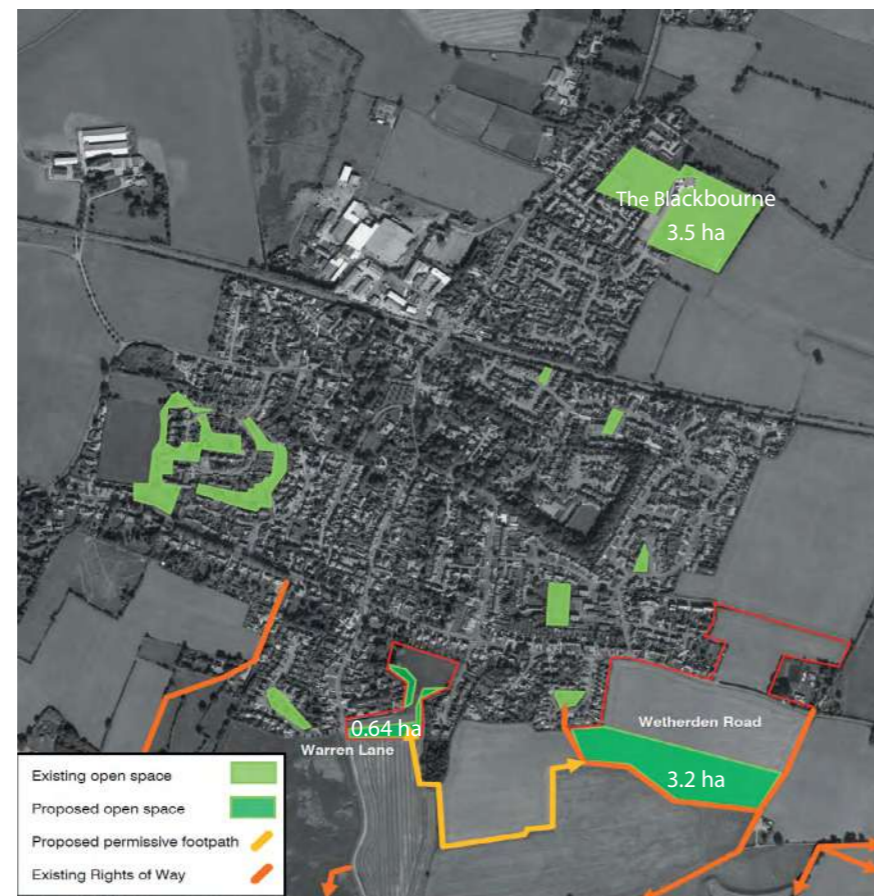 The Blackbourne
3.5 ha
0.64 ha
Warren Lane
Wetherden Road
3.2 ha
Existing open space
Proposed open space
Proposed permissive footpath
Existing Rights of Way